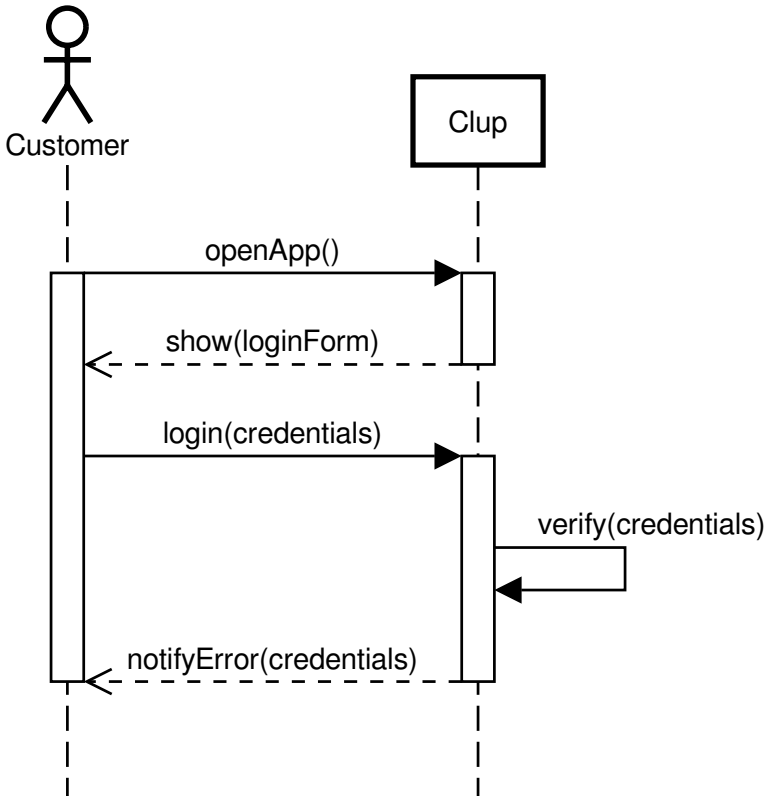 Customer
Clup
openApp()
show(loginForm)
login(credentials)
verify(credentials)
notifyError(credentials)